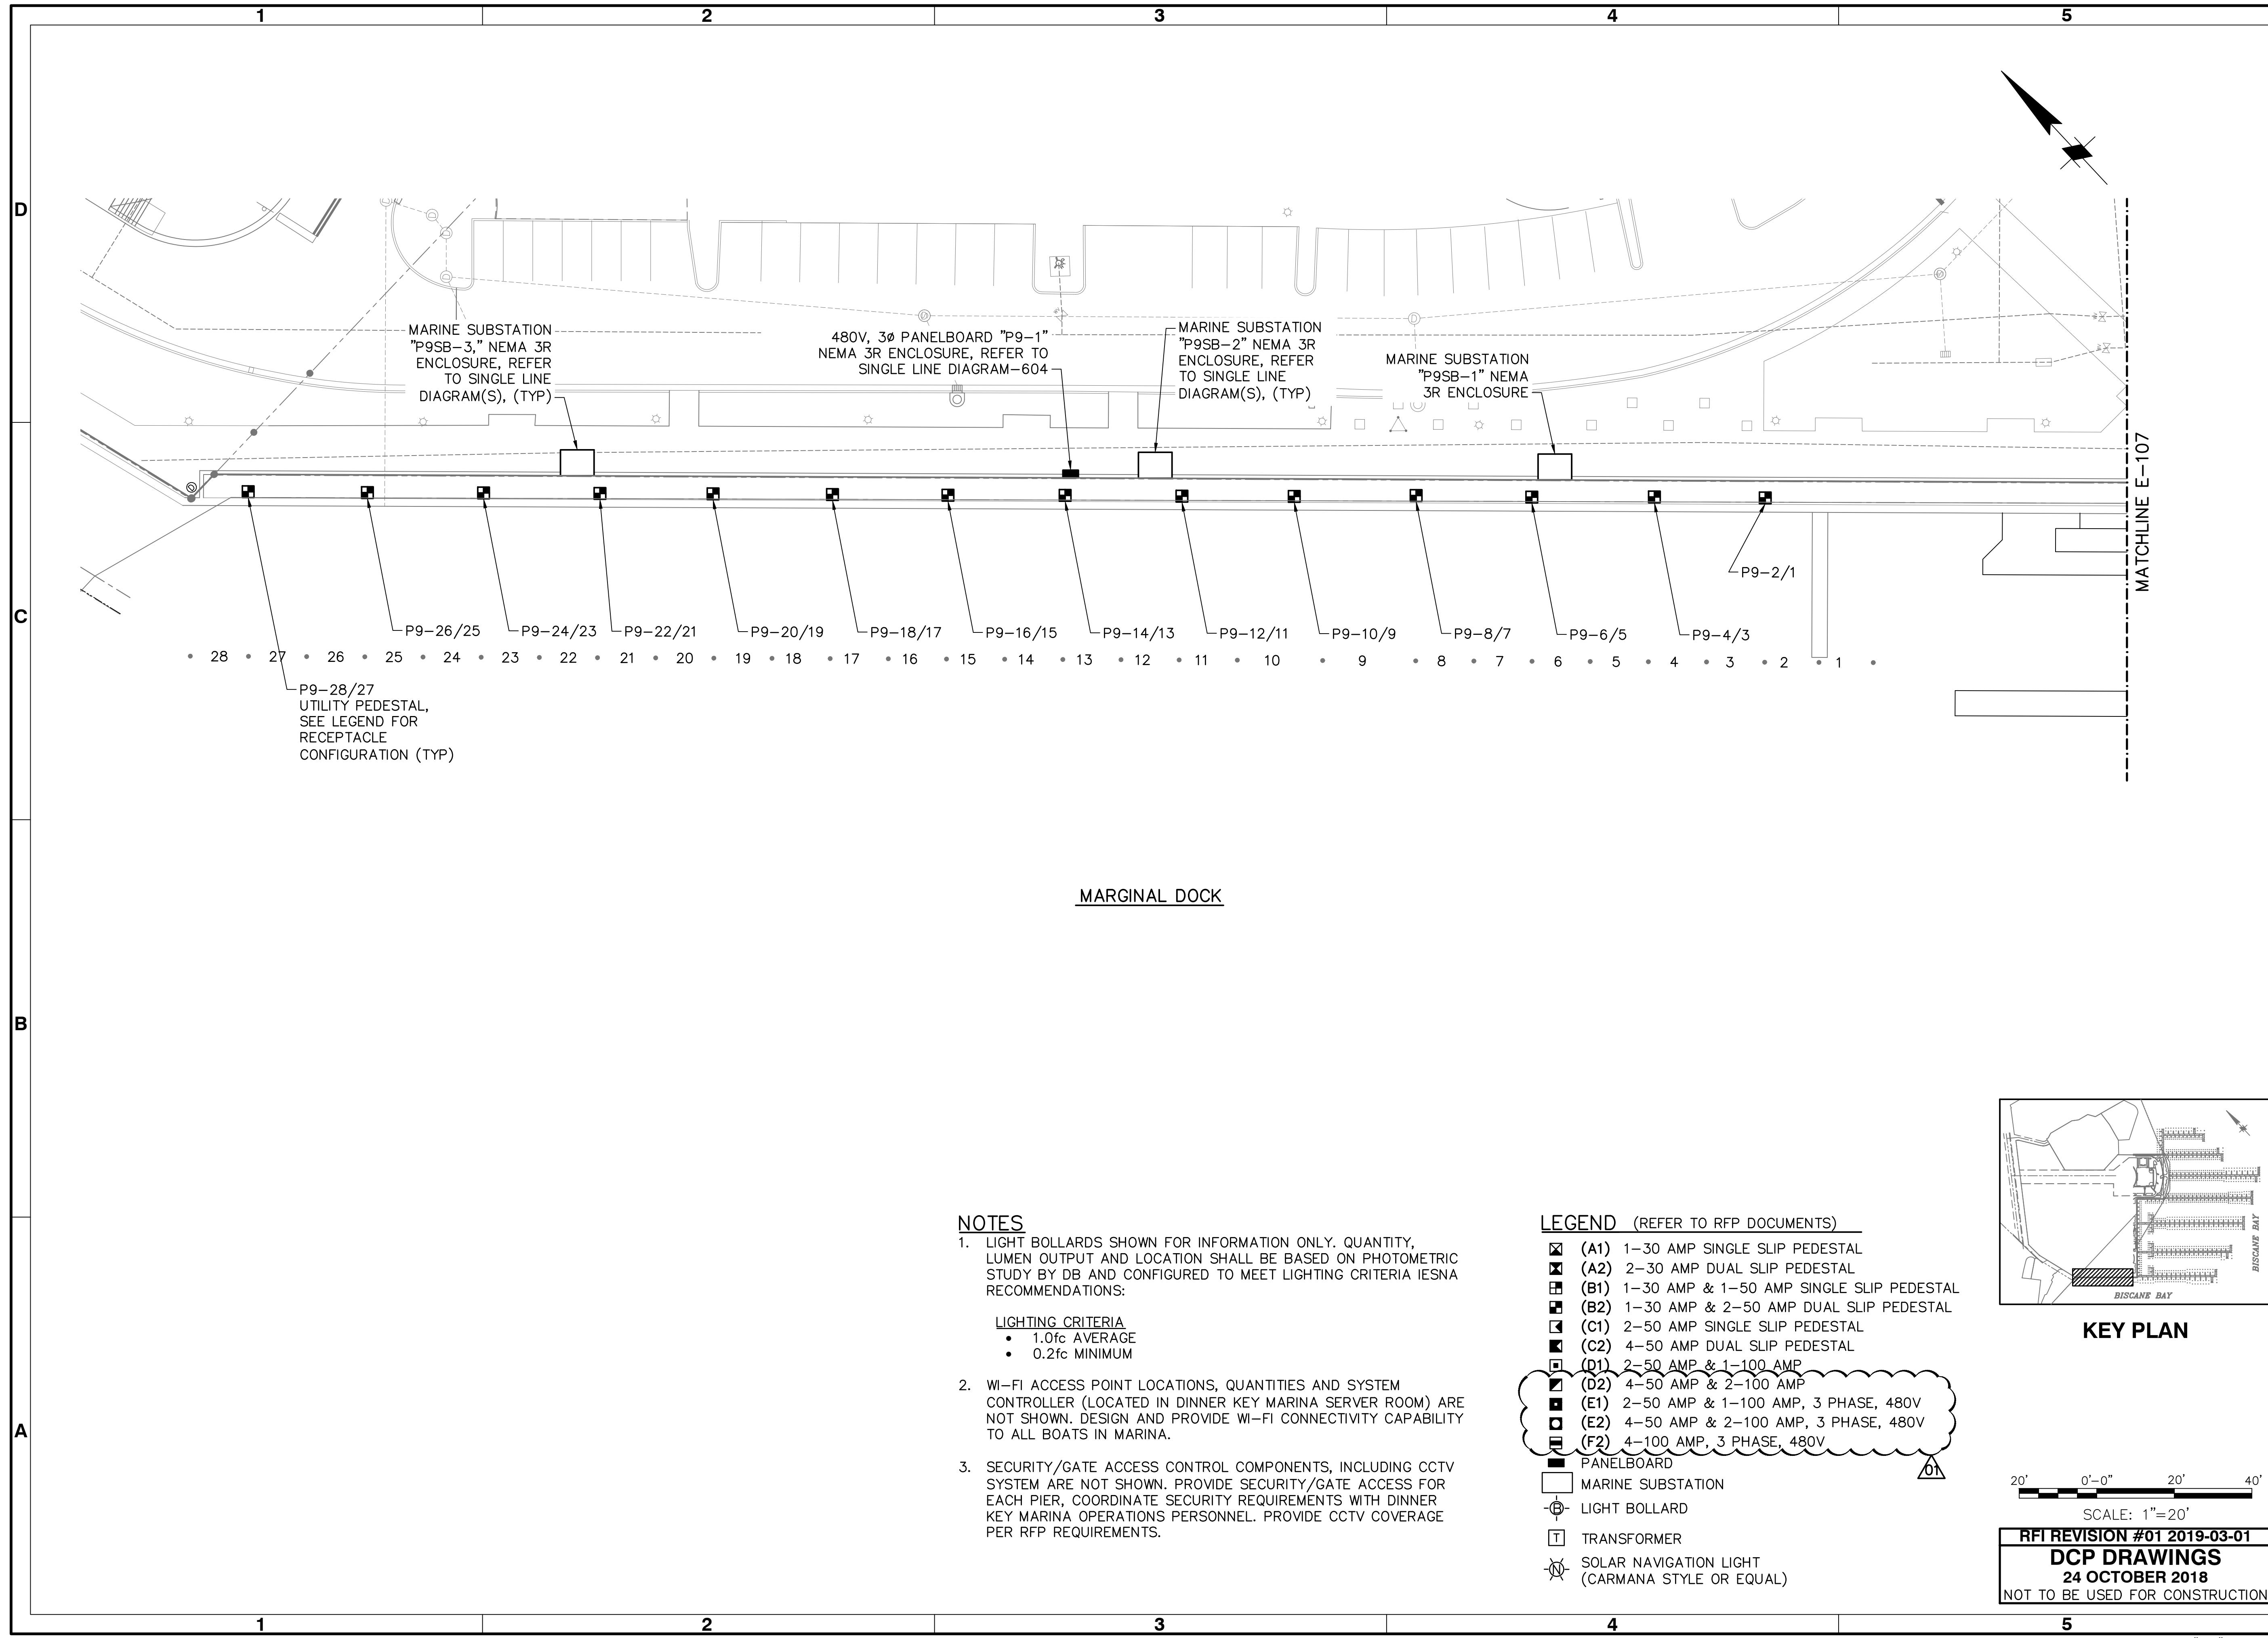 1 2 3 4 5
D
C
B
A
MARINE SUBSTATION
"P9SB-3," NEMA 3R
ENCLOSURE, REFER
TO SINGLE LINE
DIAGRAM(S), (TYP)
480V, 3ø PANELBOARD "P9-1"
NEMA 3R ENCLOSURE, REFER TO
SINGLE LINE DIAGRAM-604
MARINE SUBSTATION
"P9SB-2" NEMA 3R
ENCLOSURE, REFER
TO SINGLE LINE
DIAGRAM(S), (TYP)
MARINE SUBSTATION
"P9SB-1" NEMA
3R ENCLOSURE
MATCHLINE E-107
P9-2/1
P9-26/25 P9-24/23 P9-22/21 P9-20/19 P9-18/17 P9-16/15 P9-14/13 P9-12/11 P9-10/9 P9-8/7 P9-6/5 P9-4/3
28 27 26 25 24 23 22 21 20 19 18 17 16 15 14 13 12 11 10 9 8 7 6 5 4 3 2 1
P9-28/27
UTILITY PEDESTAL,
SEE LEGEND FOR
RECEPTACLE
CONFIGURATION (TYP)
MARGINAL DOCK
NOTES
1. LIGHT BOLLARDS SHOWN FOR INFORMATION ONLY. QUANTITY,
LUMEN OUTPUT AND LOCATION SHALL BE BASED ON PHOTOMETRIC
STUDY BY DB AND CONFIGURED TO MEET LIGHTING CRITERIA IESNA
RECOMMENDATIONS:
LIGHTING CRITERIA
• 1.0fc AVERAGE
• 0.2fc MINIMUM
2. WI-FI ACCESS POINT LOCATIONS, QUANTITIES AND SYSTEM
CONTROLLER (LOCATED IN DINNER KEY MARINA SERVER ROOM) ARE
NOT SHOWN. DESIGN AND PROVIDE WI-FI CONNECTIVITY CAPABILITY
TO ALL BOATS IN MARINA.
3. SECURITY/GATE ACCESS CONTROL COMPONENTS, INCLUDING CCTV
SYSTEM ARE NOT SHOWN. PROVIDE SECURITY/GATE ACCESS FOR
EACH PIER, COORDINATE SECURITY REQUIREMENTS WITH DINNER
KEY MARINA OPERATIONS PERSONNEL. PROVIDE CCTV COVERAGE
PER RFP REQUIREMENTS.
LEGEND (REFER TO RFP DOCUMENTS)
(A1) 1-30 AMP SINGLE SLIP PEDESTAL
(A2) 2-30 AMP DUAL SLIP PEDESTAL
(B1) 1-30 AMP & 1-50 AMP SINGLE SLIP PEDESTAL
(B2) 1-30 AMP & 2-50 AMP DUAL SLIP PEDESTAL
(C1) 2-50 AMP SINGLE SLIP PEDESTAL
(C2) 4-50 AMP DUAL SLIP PEDESTAL
(D1) 2-50 AMP & 1-100 AMP
(D2) 4-50 AMP & 2-100 AMP
(E1) 2-50 AMP & 1-100 AMP, 3 PHASE, 480V
(E2) 4-50 AMP & 2-100 AMP, 3 PHASE, 480V
(F2) 4-100 AMP, 3 PHASE, 480V
PANELBOARD
01
MARINE SUBSTATION
B LIGHT BOLLARD
T TRANSFORMER
N SOLAR NAVIGATION LIGHT
(CARMANA STYLE OR EQUAL)
BISCANE BAY
BISCANE BAY
KEY PLAN
20' 0'-0" 20' 40'
SCALE: 1"=20'
RFI REVISION #01 2019-03-01
DCP DRAWINGS
24 OCTOBER 2018
NOT TO BE USED FOR CONSTRUCTION
1 2 3 4 5